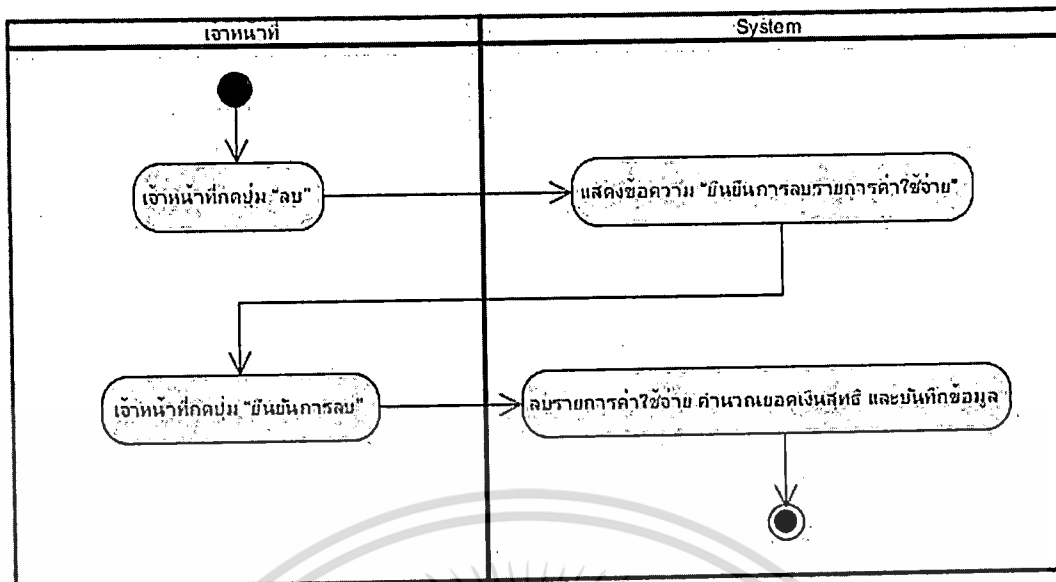 เจ้าหน้าที่
System
เจ้าหน้าที่กดปุ่ม "ลบ"
แสดงข้อความ "ยืนยันการลบรายการค่าใช้จ่าย"
เจ้าหน้าที่กดปุ่ม "ยืนยันการลบ"
ลบรายการค่าใช้จ่าย คำนวณยอดเงินสุทธิ และบันทึกข้อมูล